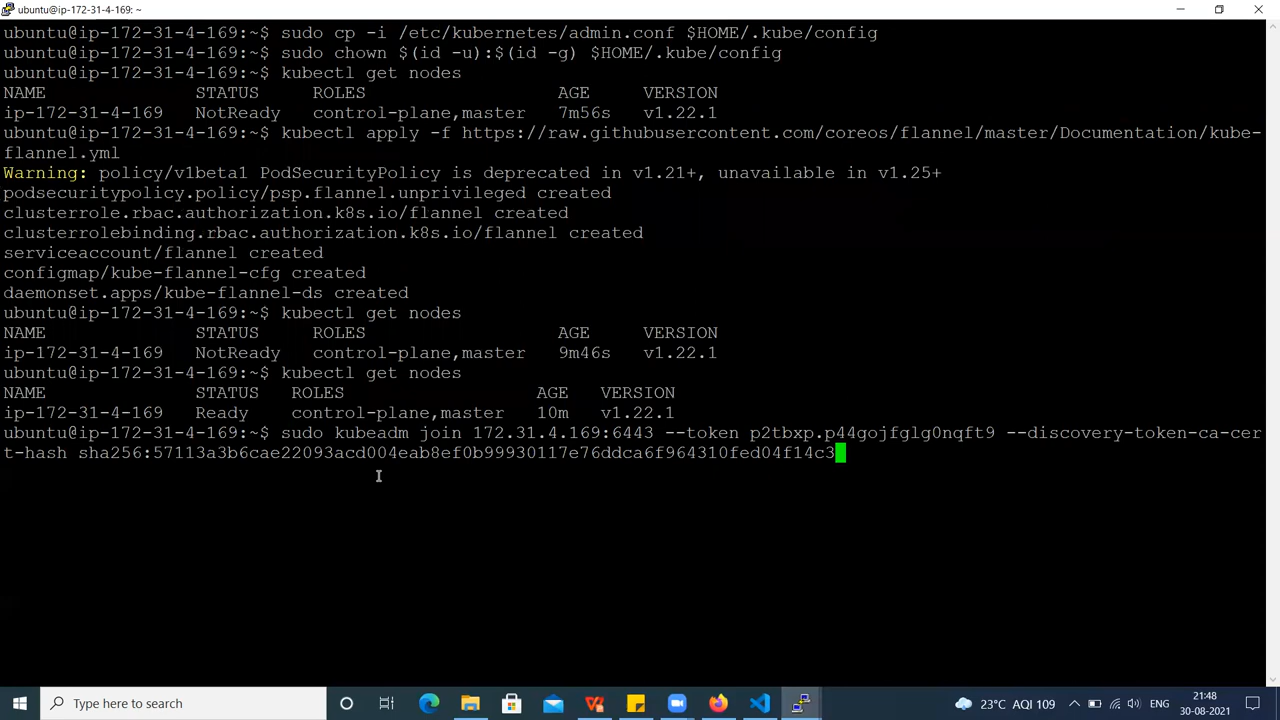 ubuntu@ip-172-31-4-169: ~
ubuntu@ip-172-31-4-169:~$ sudo cp -i /etc/kubernetes/admin.conf $HOME/.kube/config
ubuntu@ip-172-31-4-169:~$ sudo chown $(id -u):$(id -g) $HOME/.kube/config
ubuntu@ip-172-31-4-169:~$ kubectl get nodes
NAME STATUS ROLES AGE VERSION
ip-172-31-4-169 NotReady control-plane,master 7m56s v1.22.1
ubuntu@ip-172-31-4-169:~$ kubectl apply -f https://raw.githubusercontent.com/coreos/flannel/master/Documentation/kube-
flannel.yml
Warning: policy/v1beta1 PodSecurityPolicy is deprecated in v1.21+, unavailable in v1.25+
podsecuritypolicy.policy/psp.flannel.unprivileged created
clusterrole.rbac.authorization.k8s.io/flannel created
clusterrolebinding.rbac.authorization.k8s.io/flannel created
serviceaccount/flannel created
configmap/kube-flannel-cfg created
daemonset.apps/kube-flannel-ds created
ubuntu@ip-172-31-4-169:~$ kubectl get nodes
NAME STATUS ROLES AGE VERSION
ip-172-31-4-169 NotReady control-plane,master 9m46s v1.22.1
ubuntu@ip-172-31-4-169:~$ kubectl get nodes
NAME STATUS ROLES AGE VERSION
ip-172-31-4-169 Ready control-plane,master 10m v1.22.1
ubuntu@ip-172-31-4-169:~$ sudo kubeadm join 172.31.4.169:6443 --token p2tbxp.p44gojfglg0nqft9 --discovery-token-ca-cer
t-hash sha256:57113a3b6cae22093acd004eab8ef0b99930117e76ddca6f964310fed04f14c3
Type here to search
23°C AQI 109
ENG
21:48
30-08-2021